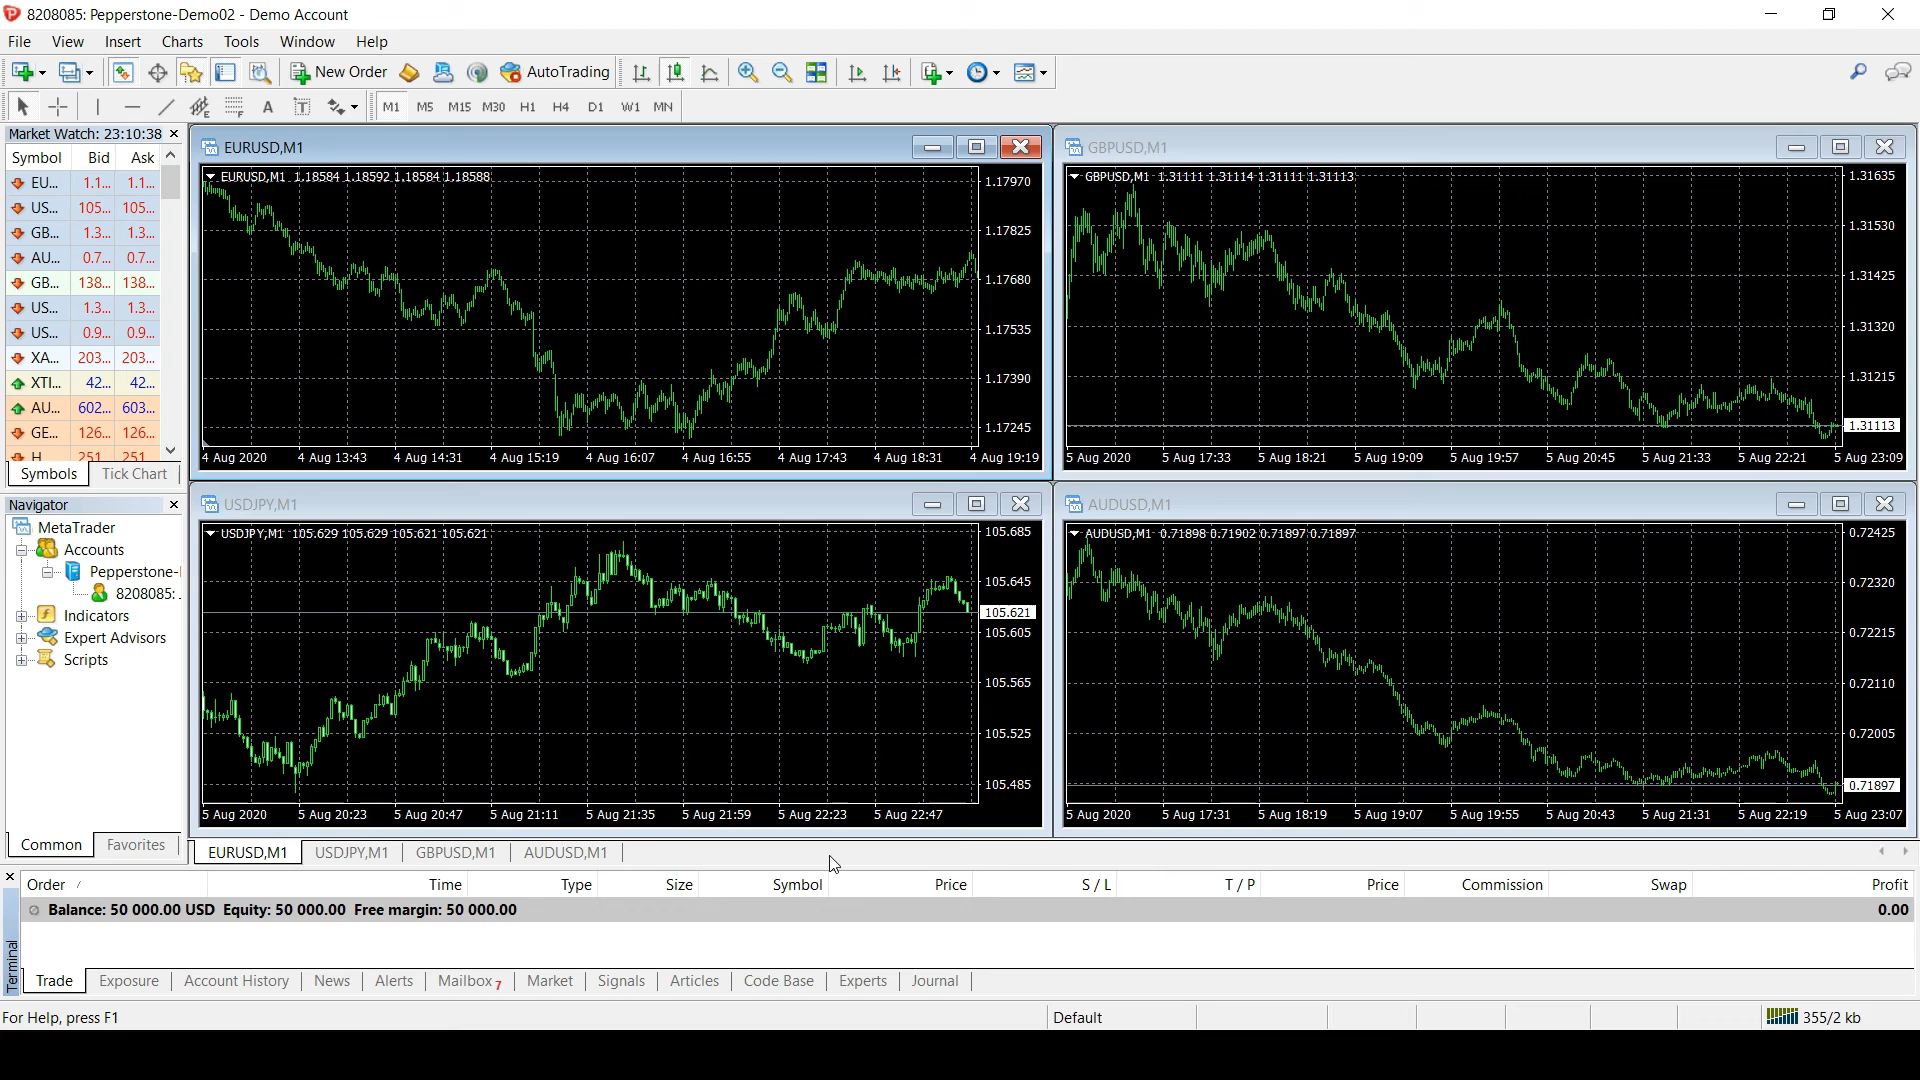 8208085: Pepperstone-Demo02 - Demo Account
File View Insert Charts Tools Window Help
New Order AutoTrading
A T M1 M5 M15 M30 H1 H4 D1 W1 MN
Market Watch: 23:10:38
Symbol Bid Ask
EU... 1.1... 1.1...
US... 105... 105...
GB... 1.3... 1.3...
AU... 0.7... 0.7...
GB... 138... 138...
US... 1.3... 1.3...
US... 0.9... 0.9...
XA... 203... 203...
XTI... 42... 42...
AU... 602... 603...
GE... 126... 126...
H... 251... 251...
Symbols Tick Chart
Navigator
MetaTrader
Accounts
Pepperstone-
8208085:
Indicators
Expert Advisors
Scripts
Common Favorites
EURUSD,M1
EURUSD,M1 1.18584 1.18592 1.18584 1.18588
1.17970
1.17825
1.17680
1.17535
1.17390
1.17245
4 Aug 2020 4 Aug 13:43 4 Aug 14:31 4 Aug 15:19 4 Aug 16:07 4 Aug 16:55 4 Aug 17:43 4 Aug 18:31 4 Aug 19:19
GBPUSD,M1
GBPUSD,M1 1.31111 1.31114 1.31111 1.31113
1.31635
1.31530
1.31425
1.31320
1.31215
1.31113
5 Aug 2020 5 Aug 17:33 5 Aug 18:21 5 Aug 19:09 5 Aug 19:57 5 Aug 20:45 5 Aug 21:33 5 Aug 22:21 5 Aug 23:09
USDJPY,M1
USDJPY,M1 105.629 105.629 105.621 105.621
105.685
105.645
105.621
105.605
105.565
105.525
105.485
5 Aug 2020 5 Aug 20:23 5 Aug 20:47 5 Aug 21:11 5 Aug 21:35 5 Aug 21:59 5 Aug 22:23 5 Aug 22:47
AUDUSD,M1
AUDUSD,M1 0.71898 0.71902 0.71897 0.71897
0.72425
0.72320
0.72215
0.72110
0.72005
0.71897
5 Aug 2020 5 Aug 17:31 5 Aug 18:19 5 Aug 19:07 5 Aug 19:55 5 Aug 20:43 5 Aug 21:31 5 Aug 22:19 5 Aug 23:07
EURUSD,M1 USDJPY,M1 GBPUSD,M1 AUDUSD,M1
Order / Time Type Size Symbol Price S / L T / P Price Commission Swap Profit
Balance: 50 000.00 USD Equity: 50 000.00 Free margin: 50 000.00 0.00
Terminal
Trade Exposure Account History News Alerts Mailbox 7 Market Signals Articles Code Base Experts Journal
For Help, press F1 Default 355/2 kb